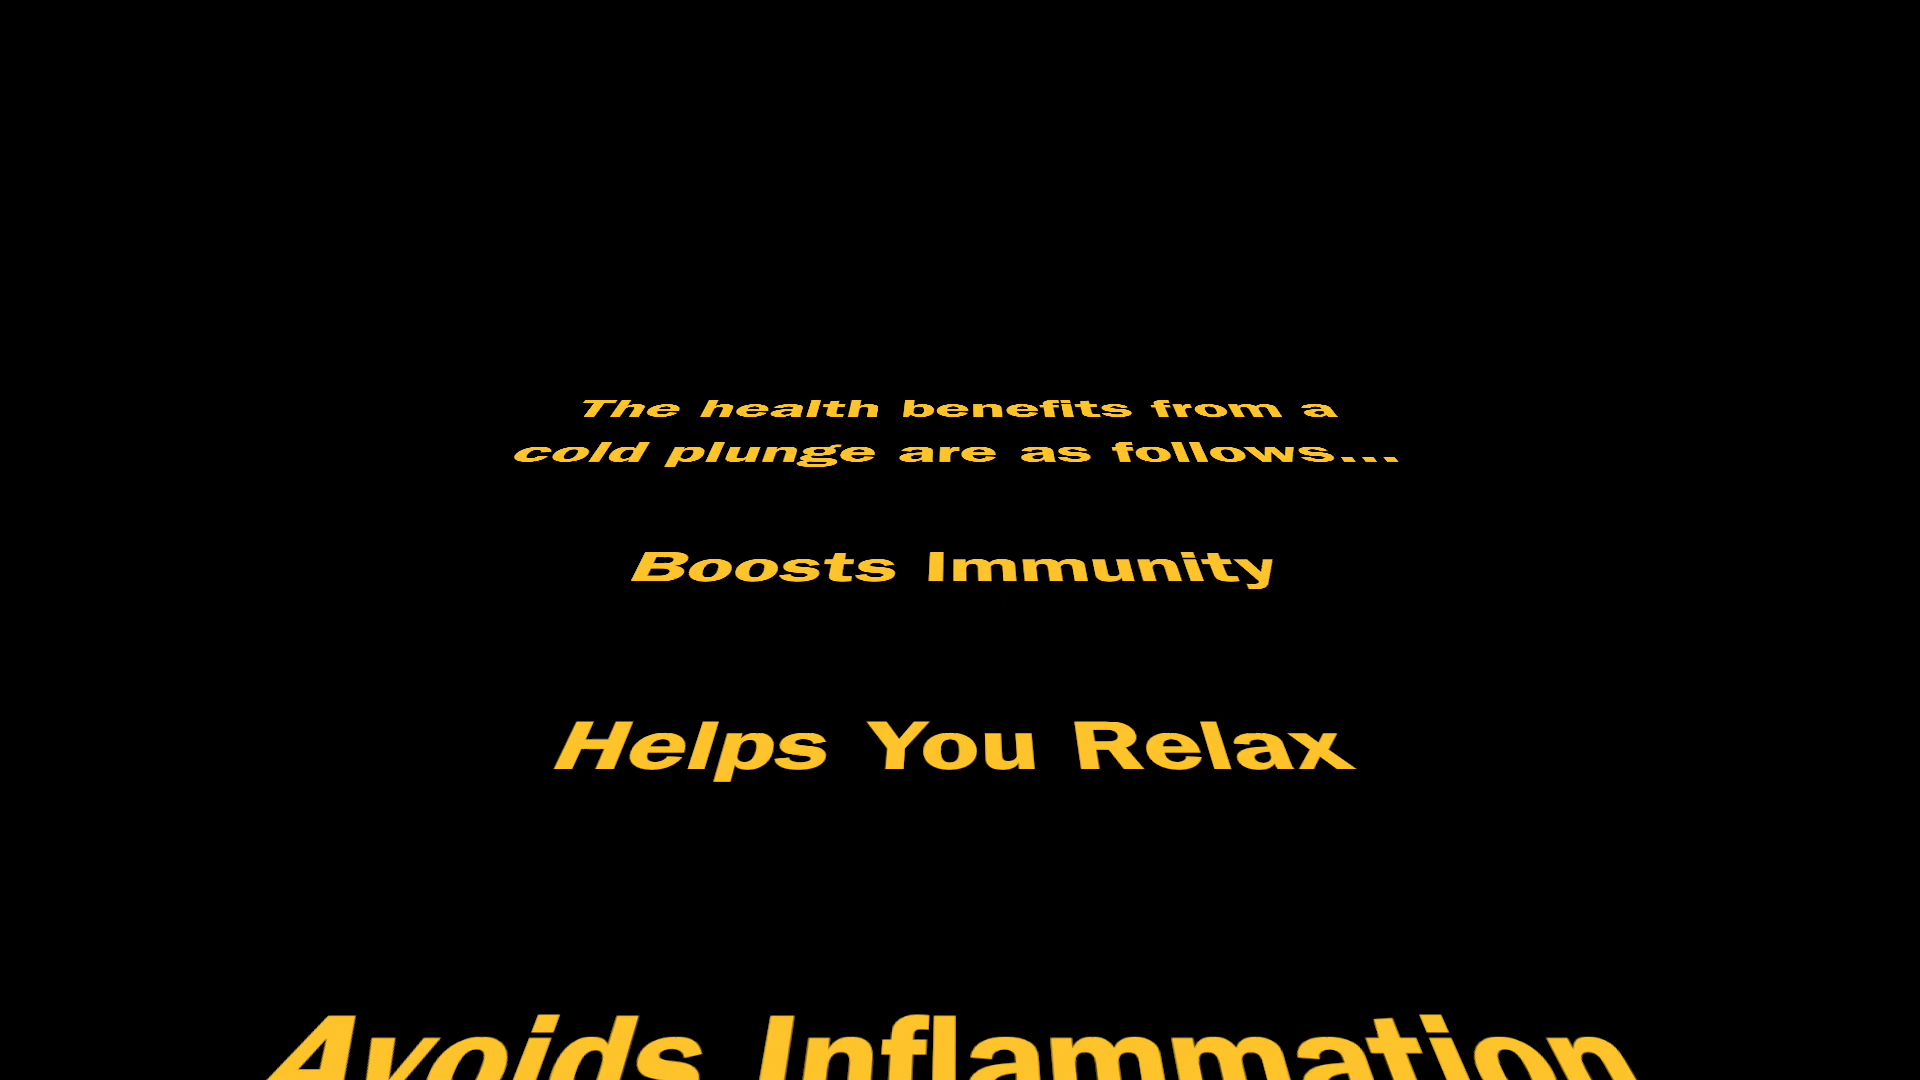 The health benefits from a
cold plunge are as follows...
Boosts Immunity
Helps You Relax
Avoids Inflammation